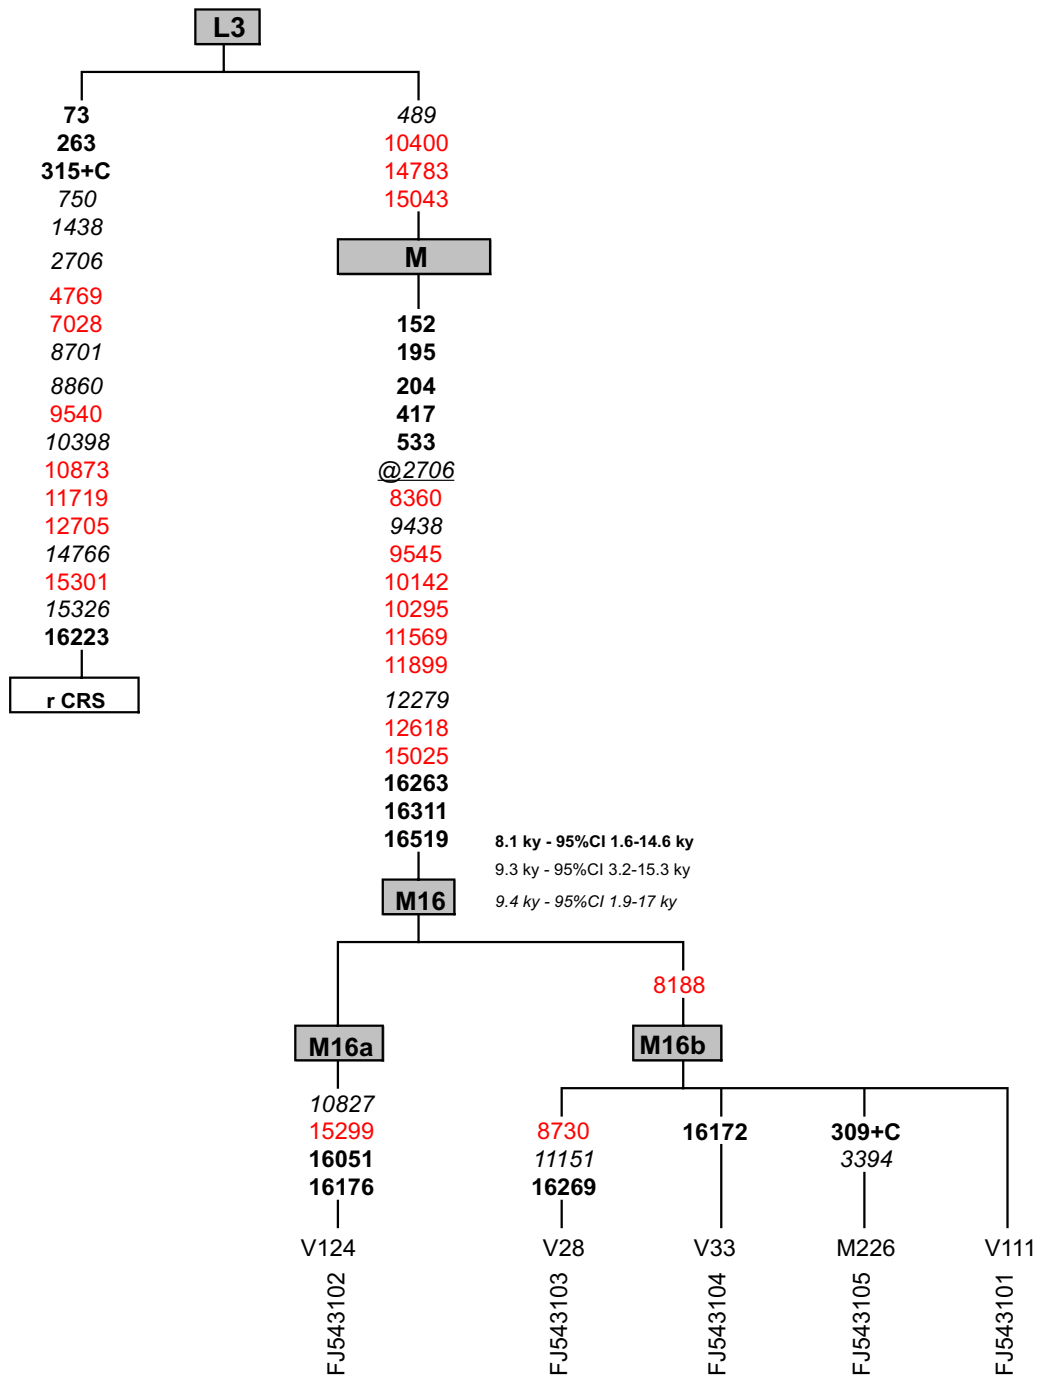 L3
73
263
315+C
750
1438
2706
4769
7028
8701
8860
9540
10398
10873
11719
12705
14766
15301
15326
16223
r CRS
489
10400
14783
15043
M
152
195
204
417
533
@2706
8360
9438
9545
10142
10295
11569
11899
12279
12618
15025
16263
16311
16519
8.1 ky - 95%CI 1.6-14.6 ky
9.3 ky - 95%CI 3.2-15.3 ky
9.4 ky - 95%CI 1.9-17 ky
M16
8188
M16a
M16b
10827
15299
16051
16176
V124
FJ543102
8730
11151
16269
V28
FJ543103
16172
V33
FJ543104
309+C
3394
M226
FJ543105
V111
FJ543101